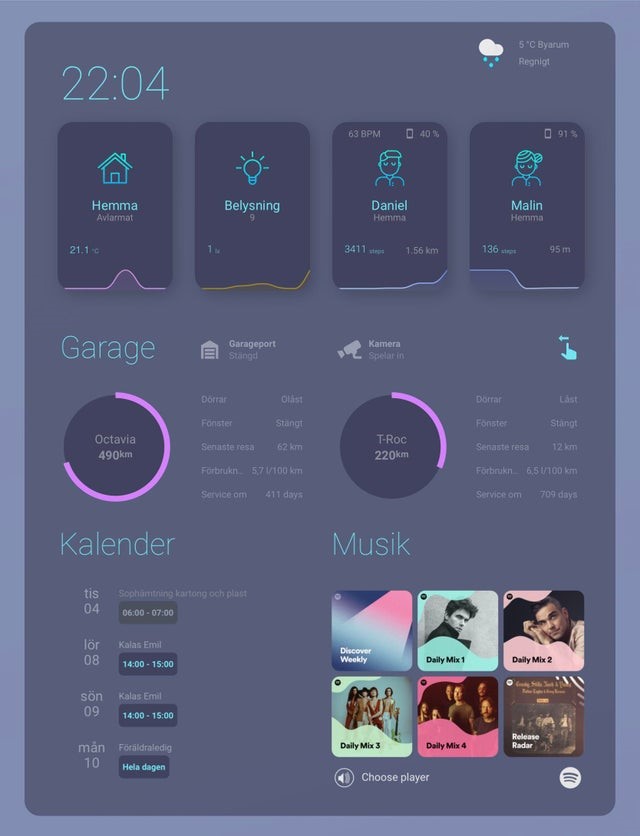 22:04
5 °C Byarum
Regnigt
Hemma
Avlarmat
21.1 °C
Belysning
9
1
63 BPM 40 %
Daniel
Hemma
3411 steps 1.56 km
91 %
Malin
Hemma
136 steps 95 m
Garage
Garageport
Stängd
Kamera
Spelar in
Octavia
490km
Dörrar Olåst
Fönster Stängt
Senaste resa 62 km
Förbrukn... 5,7 l/100 km
Service om 411 days
T-Roc
220km
Dörrar Låst
Fönster Stängt
Senaste resa 12 km
Förbrukn... 6,5 l/100 km
Service om 709 days
Kalender
tis
04
Sophämtning kartong och plast
06:00 - 07:00
lör
08
Kalas Emil
14:00 - 15:00
sön
09
Kalas Emil
14:00 - 15:00
mån
10
Föräldraledig
Hela dagen
Musik
Discover
Weekly
Daily Mix 1
Daily Mix 2
Daily Mix 3
Daily Mix 4
Crosby, Stills, Nash & Young
Release
Radar
Choose player